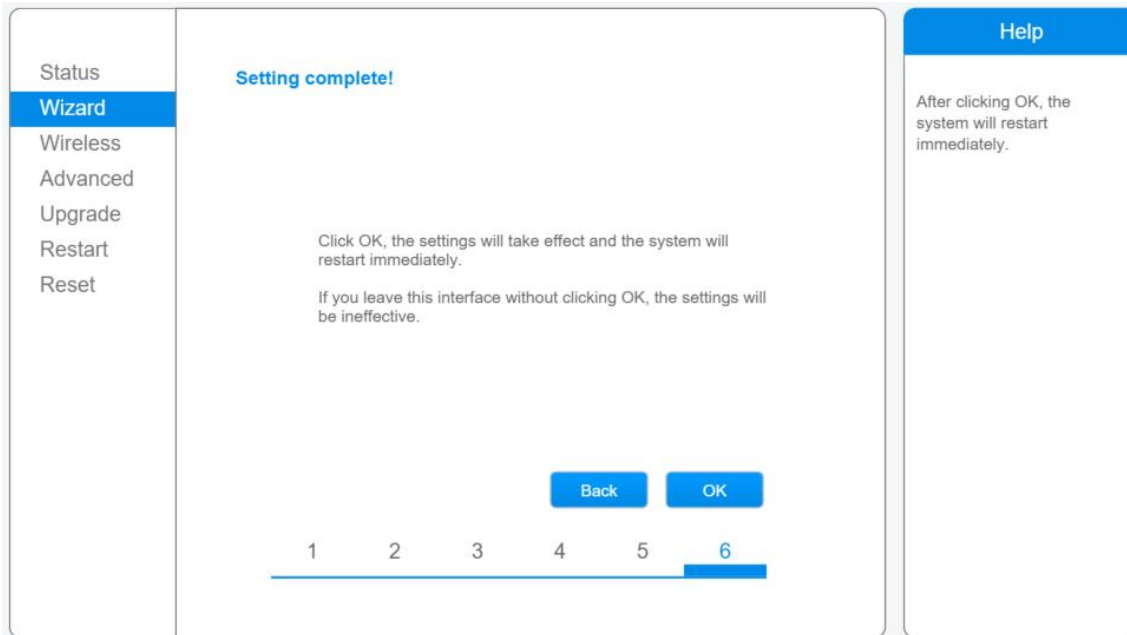 Status
Wizard
Wireless
Advanced
Upgrade
Restart
Reset
Setting complete!
Click OK, the settings will take effect and the system will
restart immediately.
If you leave this interface without clicking OK, the settings will
be ineffective.
Back
OK
1 2 3 4 5 6
Help
After clicking OK, the
system will restart
immediately.